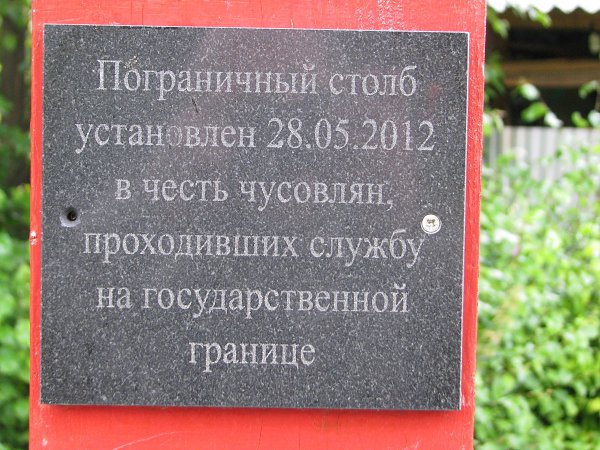 Пограничный столб
установлен 28.05.2012
в честь чусовлян,
проходивших службу
на государственной
границе